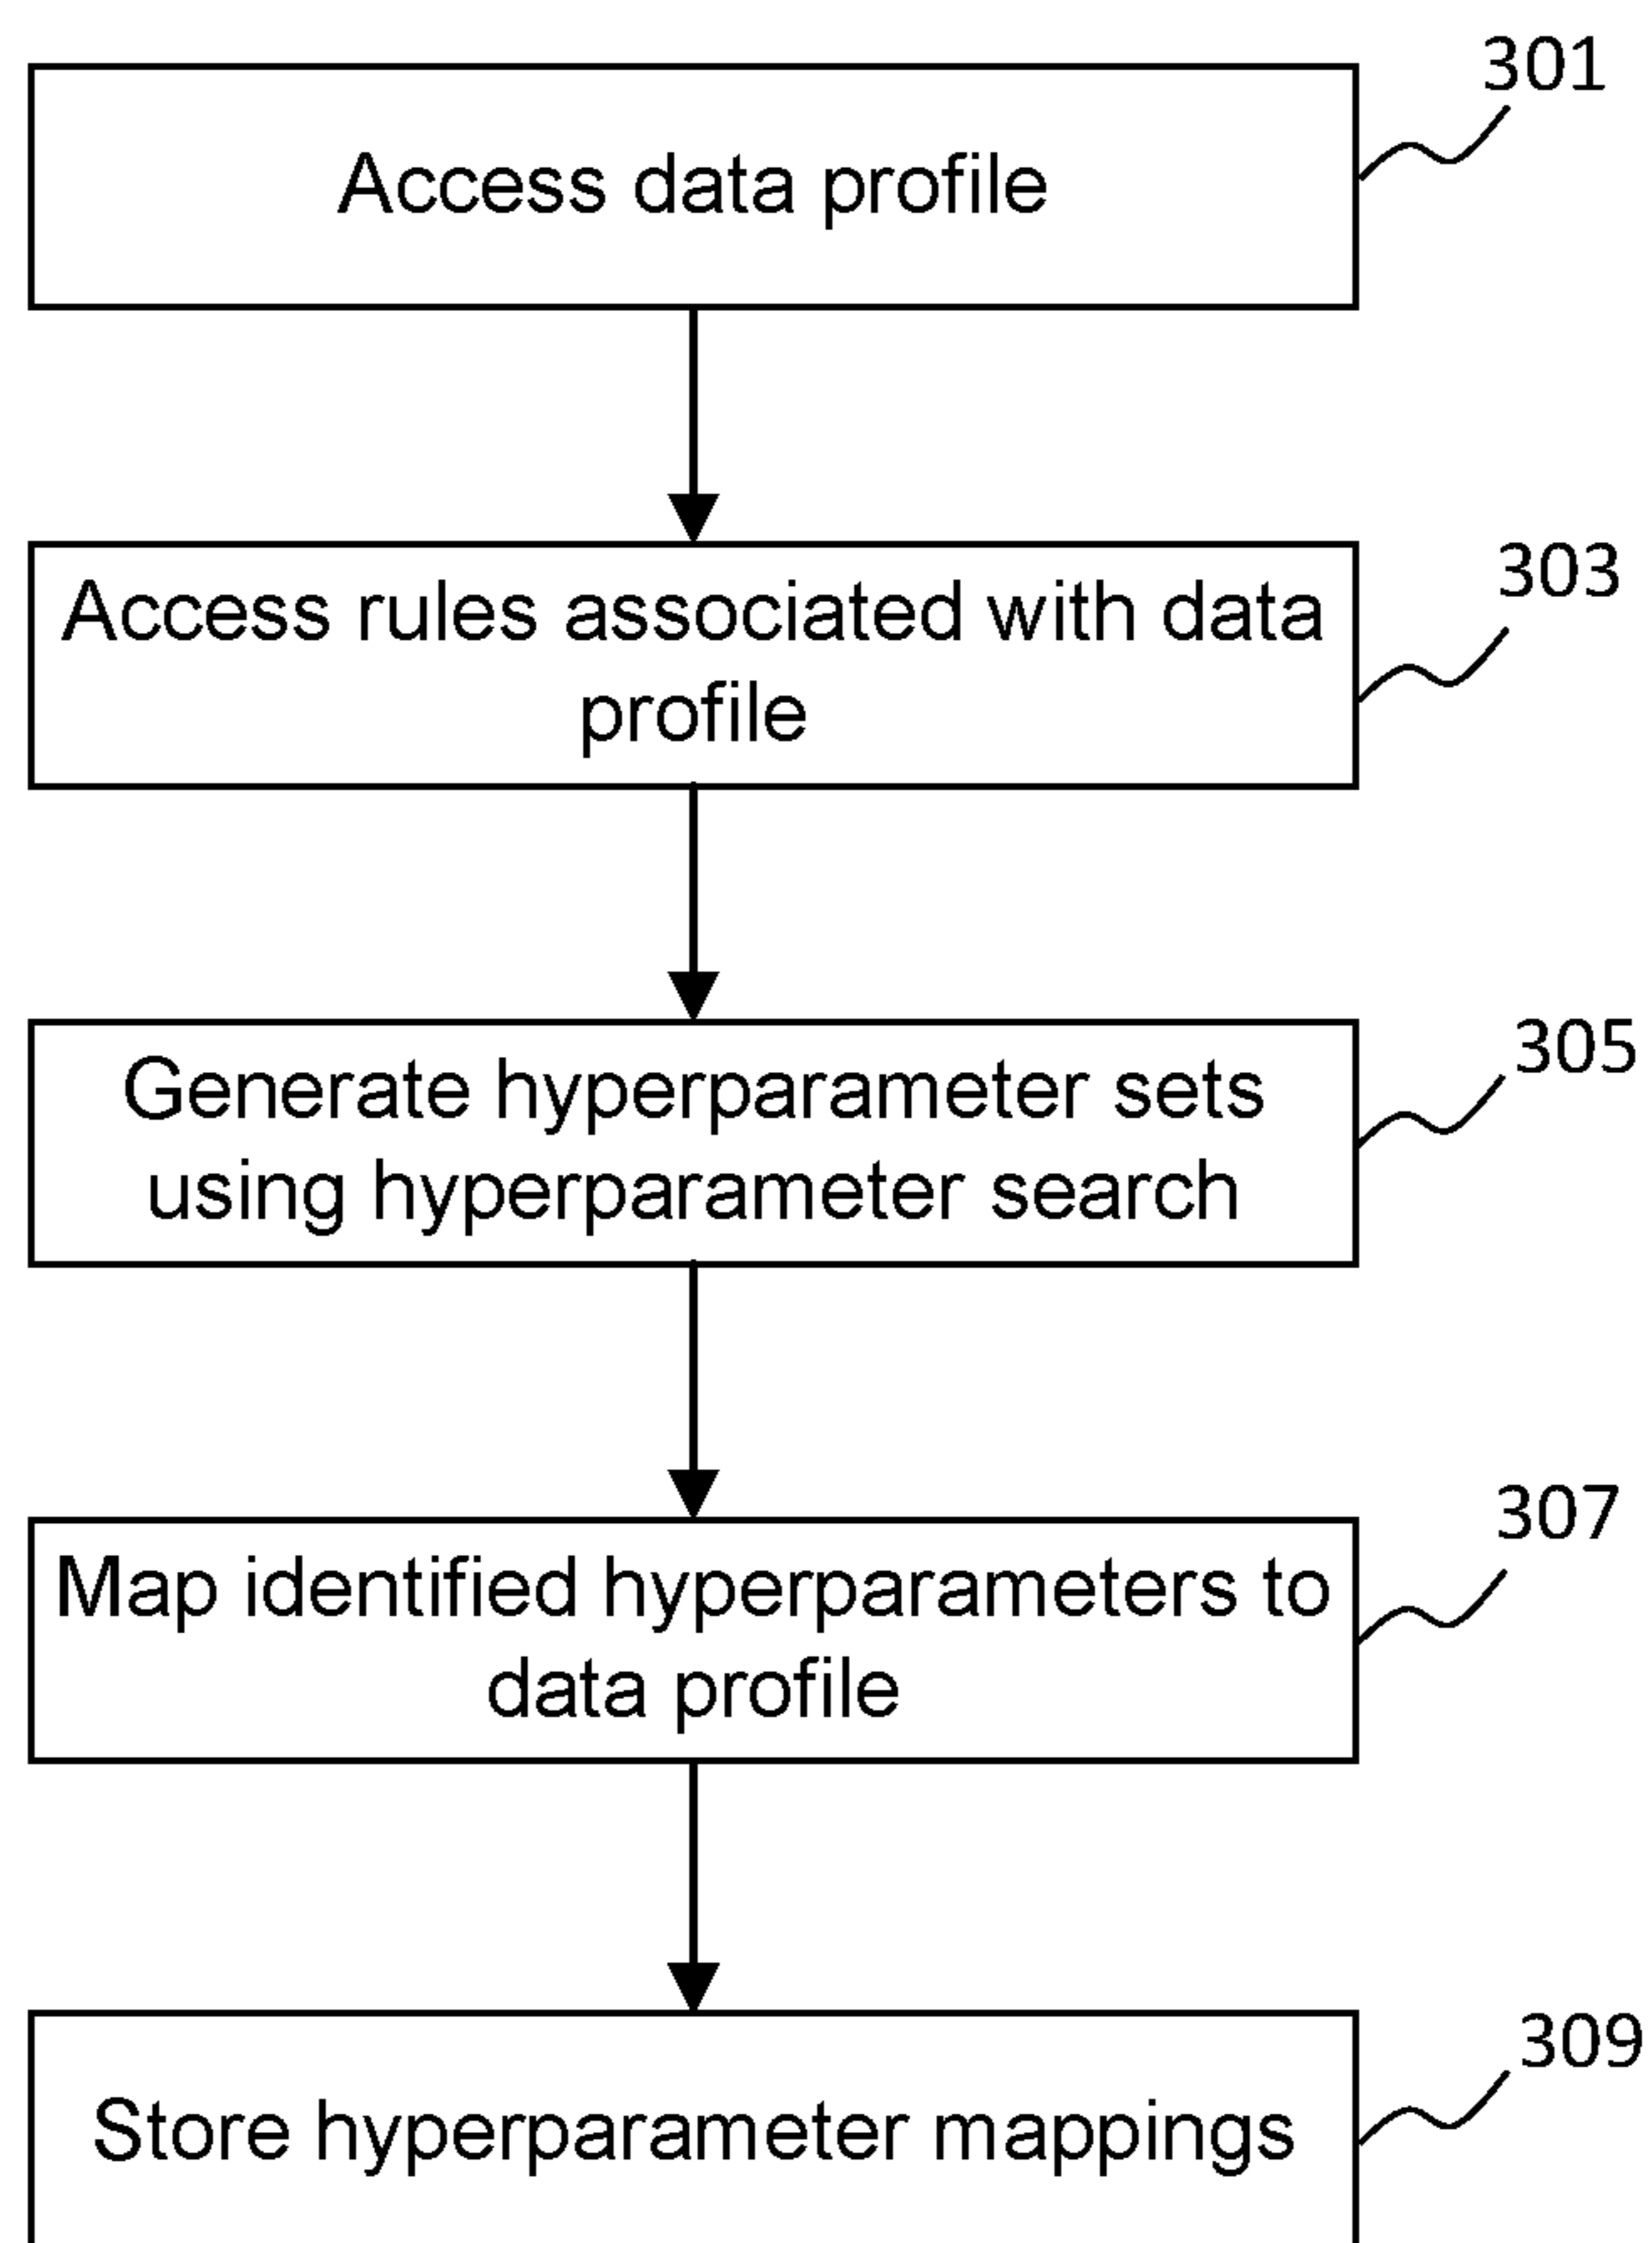 301
Access data profile
303
Access rules associated with data
profile
305
Generate hyperparameter sets
using hyperparameter search
307
Map identified hyperparameters to
data profile
309
Store hyperparameter mappings